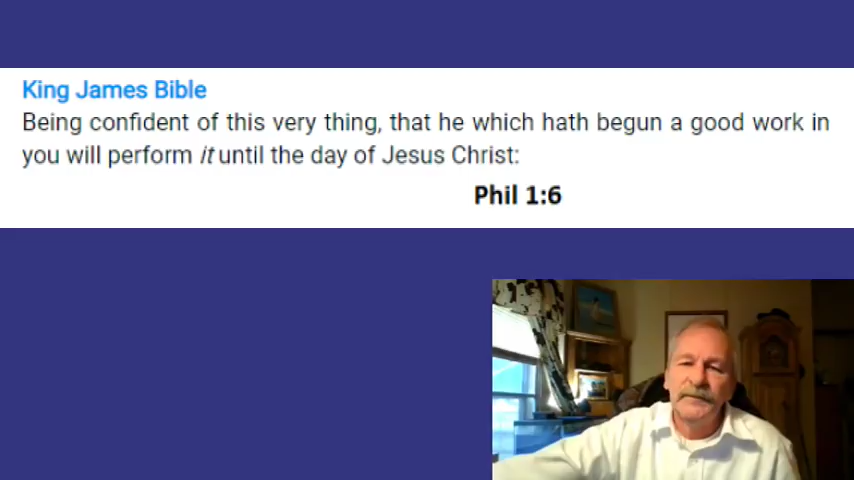 King James Bible
Being confident of this very thing, that he which hath begun a good work in
you will perform it until the day of Jesus Christ:
Phil 1:6